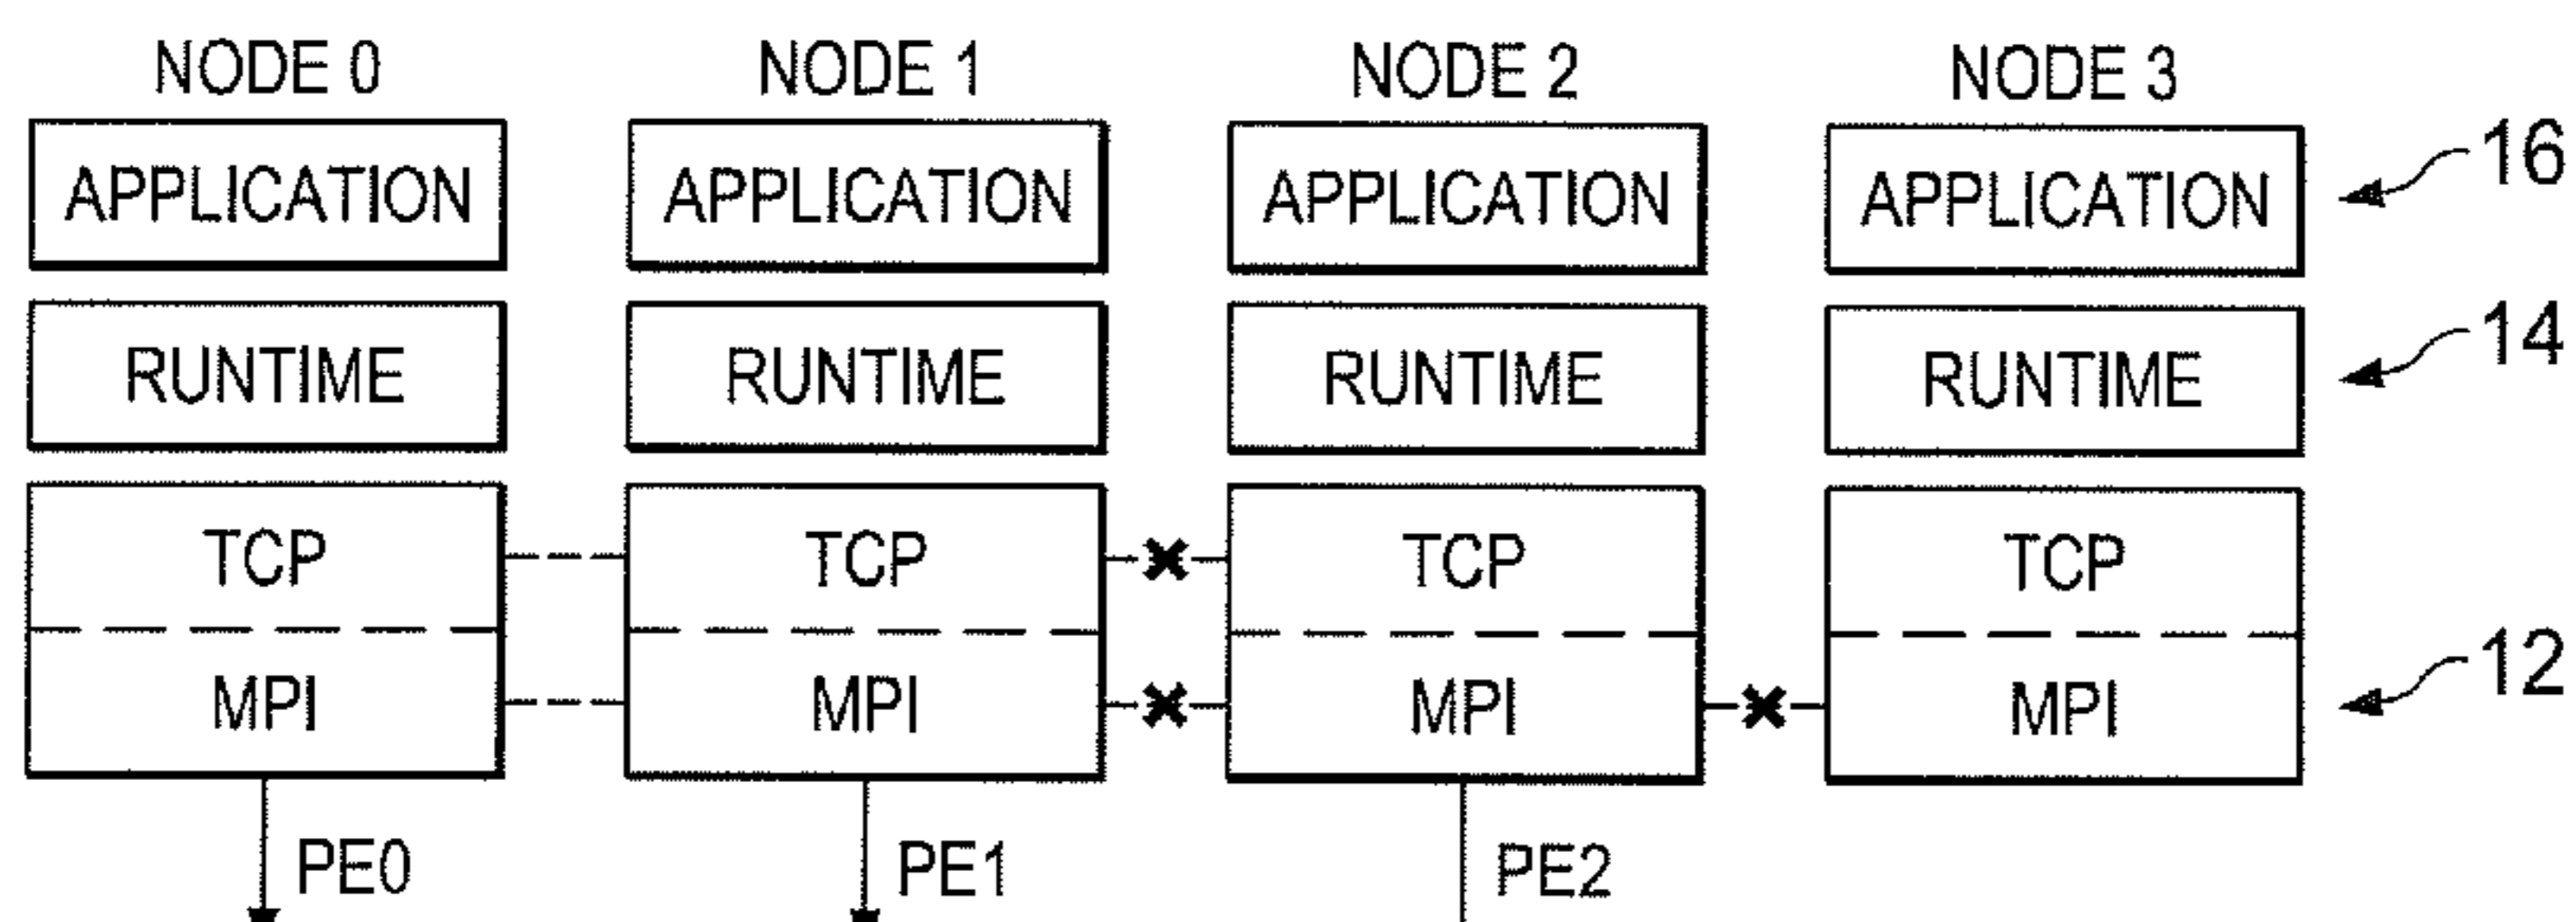 NODE 0 NODE 1 NODE 2 NODE 3
APPLICATION APPLICATION APPLICATION APPLICATION 16
RUNTIME RUNTIME RUNTIME RUNTIME 14
TCP TCP TCP TCP
MPI MPI MPI MPI 12
PE0 PE1 PE2